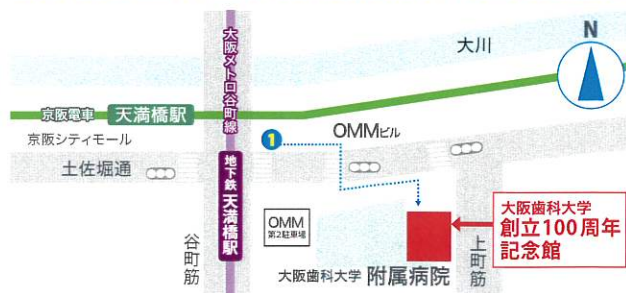 大川
N
大阪メトロ谷町線
京阪電車 天満橋駅
京阪シティモール
1
OMMビル
土佐堀通
地下鉄 天満橋駅
OMM
第2駐車場
谷町筋
大阪歯科大学 附属病院
上町筋
大阪歯科大学
創立100周年
記念館